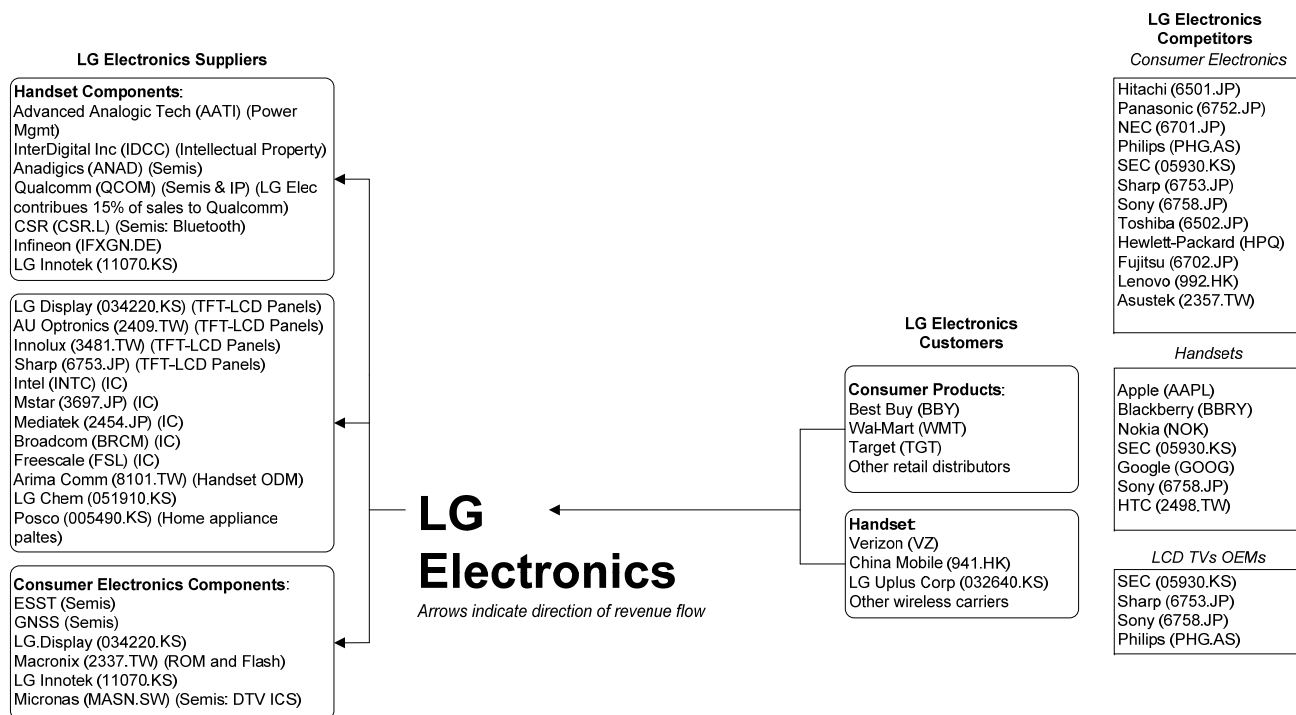 LG Electronics Suppliers
Handset Components:
Advanced Analogic Tech (AATI) (Power
Mgmt)
InterDigital Inc (IDCC) (Intellectual Property)
Anadigics (ANAD) (Semis)
Qualcomm (QCOM) (Semis & IP) (LG Elec
contribues 15% of sales to Qualcomm)
CSR (CSR.L) (Semis: Bluetooth)
Infineon (IFXGN.DE)
LG Innotek (11070.KS)
LG Display (034220.KS) (TFT-LCD Panels)
AU Optronics (2409.TW) (TFT-LCD Panels)
Innolux (3481.TW) (TFT-LCD Panels)
Sharp (6753.JP) (TFT-LCD Panels)
Intel (INTC) (IC)
Mstar (3697.JP) (IC)
Mediatek (2454.JP) (IC)
Broadcom (BRCM) (IC)
Freescale (FSL) (IC)
Arima Comm (8101.TW) (Handset ODM)
LG Chem (051910.KS)
Posco (005490.KS) (Home appliance
paltes)
Consumer Electronics Components:
ESST (Semis)
GNSS (Semis)
LG.Display (034220.KS)
Macronix (2337.TW) (ROM and Flash)
LG Innotek (11070.KS)
Micronas (MASN.SW) (Semis: DTV ICS)
LG
Electronics
Arrows indicate direction of revenue flow
LG Electronics
Customers
Consumer Products:
Best Buy (BBY)
Wal-Mart (WMT)
Target (TGT)
Other retail distributors
Handset:
Verizon (VZ)
China Mobile (941.HK)
LG Uplus Corp (032640.KS)
Other wireless carriers
LG Electronics
Competitors
Consumer Electronics
Hitachi (6501.JP)
Panasonic (6752.JP)
NEC (6701.JP)
Philips (PHG.AS)
SEC (05930.KS)
Sharp (6753.JP)
Sony (6758.JP)
Toshiba (6502.JP)
Hewlett-Packard (HPQ)
Fujitsu (6702.JP)
Lenovo (992.HK)
Asustek (2357.TW)
Handsets
Apple (AAPL)
Blackberry (BBRY)
Nokia (NOK)
SEC (05930.KS)
Google (GOOG)
Sony (6758.JP)
HTC (2498.TW)
LCD TVs OEMs
SEC (05930.KS)
Sharp (6753.JP)
Sony (6758.JP)
Philips (PHG.AS)